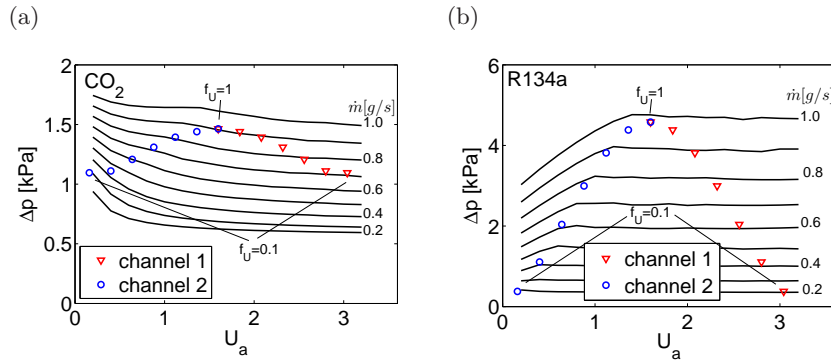 (a)
(b)
CO2
f_U=1
ṁ[g/s]
1.0
0.8
0.6
0.4
0.2
f_U=0.1
channel 1
channel 2
Δp [kPa]
2
1.5
1
0.5
0
0 1 2 3
U_a
R134a
f_U=1
ṁ[g/s]
1.0
0.8
0.6
0.4
0.2
f_U=0.1
channel 1
channel 2
Δp [kPa]
6
4
2
0
0 1 2 3
U_a